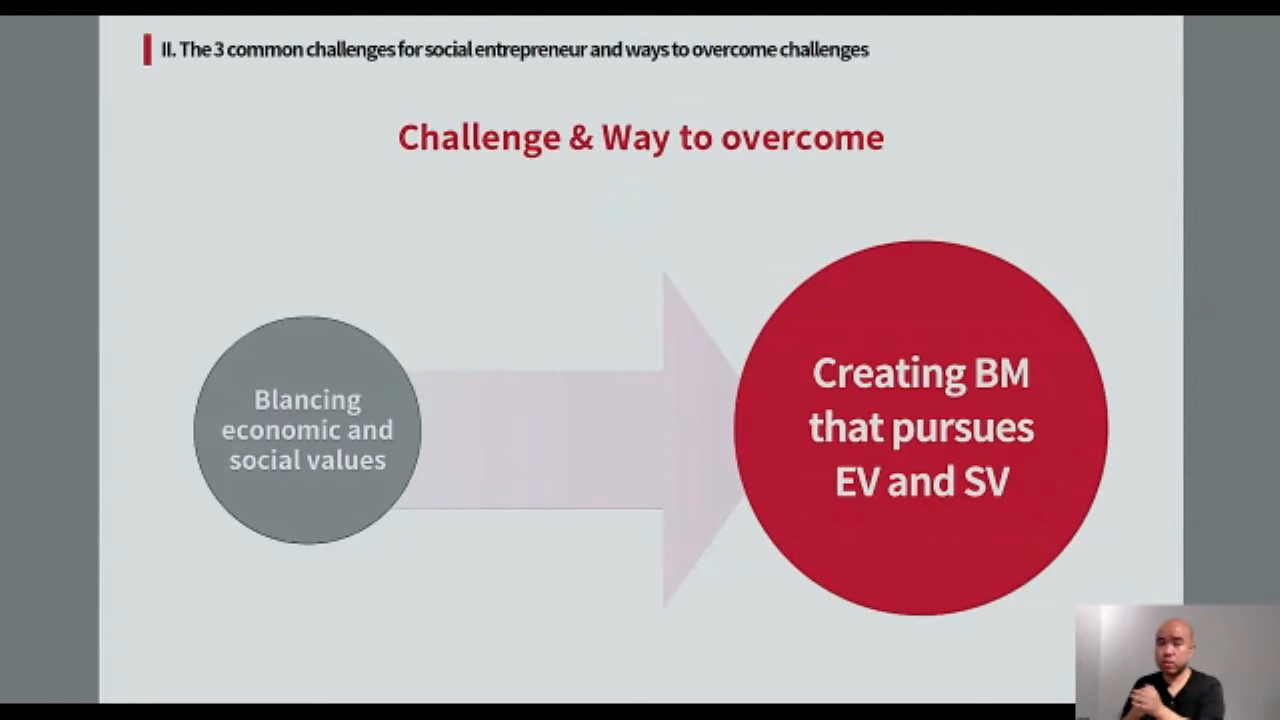 II. The 3 common challenges for social entrepreneur and ways to overcome challenges
Challenge & Way to overcome
Blancing
economic and
social values
Creating BM
that pursues
EV and SV